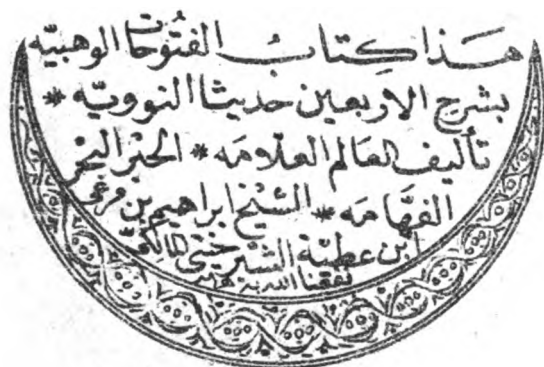 هذا كتاب الفتوحات الوهبيه
بشرح الاربعين حديثا النوويه *
تأليف العالم العلامه * الحبر البحر
الفهامه * الشيخ ابراهيم بن مرعي
ابن عطية الشبرخيتي المالكي
نفعنا الله به